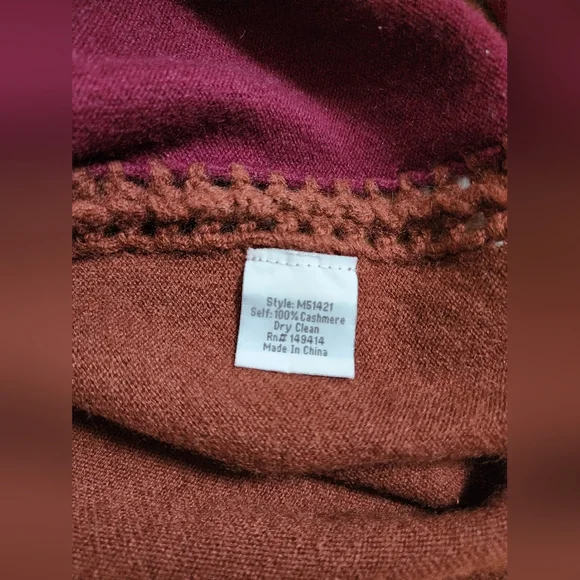 Style: M51421
Self: 100% Cashmere
Dry Clean
Rn# 149414
Made In China